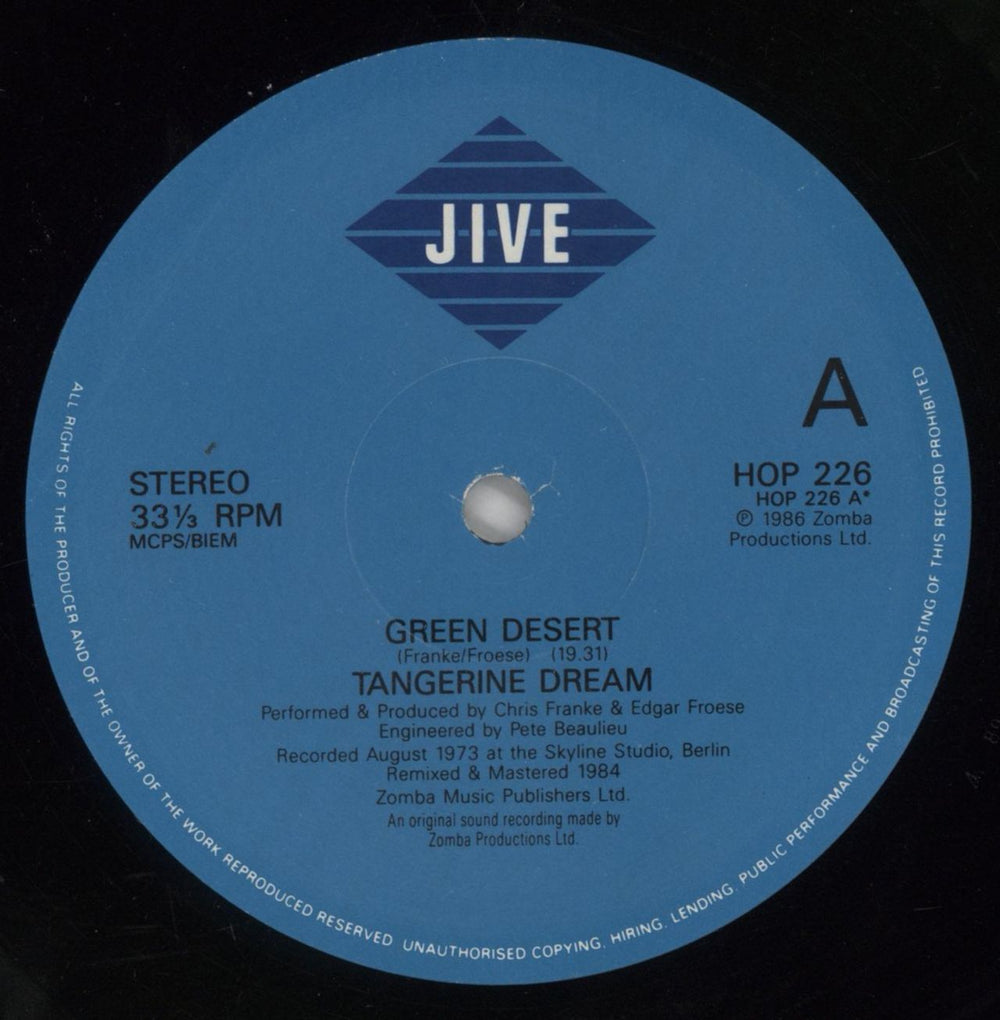 JIVE
A
STEREO
33⅓ RPM
MCPS/BIEM
HOP 226
HOP 226 A*
℗ 1986 Zomba
Productions Ltd.
GREEN DESERT
(Franke/Froese) (19.31)
TANGERINE DREAM
Performed & Produced by Chris Franke & Edgar Froese
Engineered by Pete Beaulieu
Recorded August 1973 at the Skyline Studio, Berlin
Remixed & Mastered 1984
Zomba Music Publishers Ltd.
An original sound recording made by
Zomba Productions Ltd.
ALL RIGHTS OF THE PRODUCER AND OF THE OWNER OF THE WORK REPRODUCED RESERVED UNAUTHORISED COPYING, HIRING, LENDING, PUBLIC PERFORMANCE AND BROADCASTING OF THIS RECORD PROHIBITED